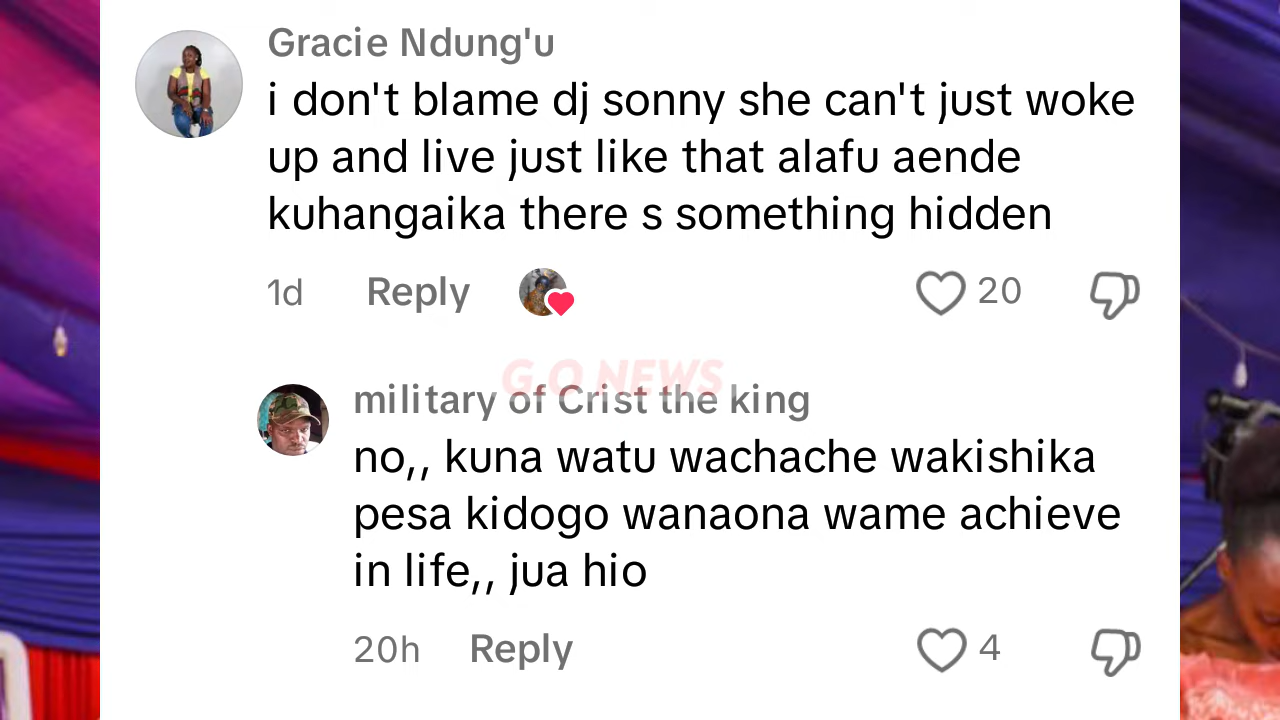 Gracie Ndung'u
i don't blame dj sonny she can't just woke
up and live just like that alafu aende
kuhangaika there s something hidden
1d Reply 20
G.O NEWS
military of Crist the king
no,, kuna watu wachache wakishika
pesa kidogo wanaona wame achieve
in life,, jua hio
20h Reply 4